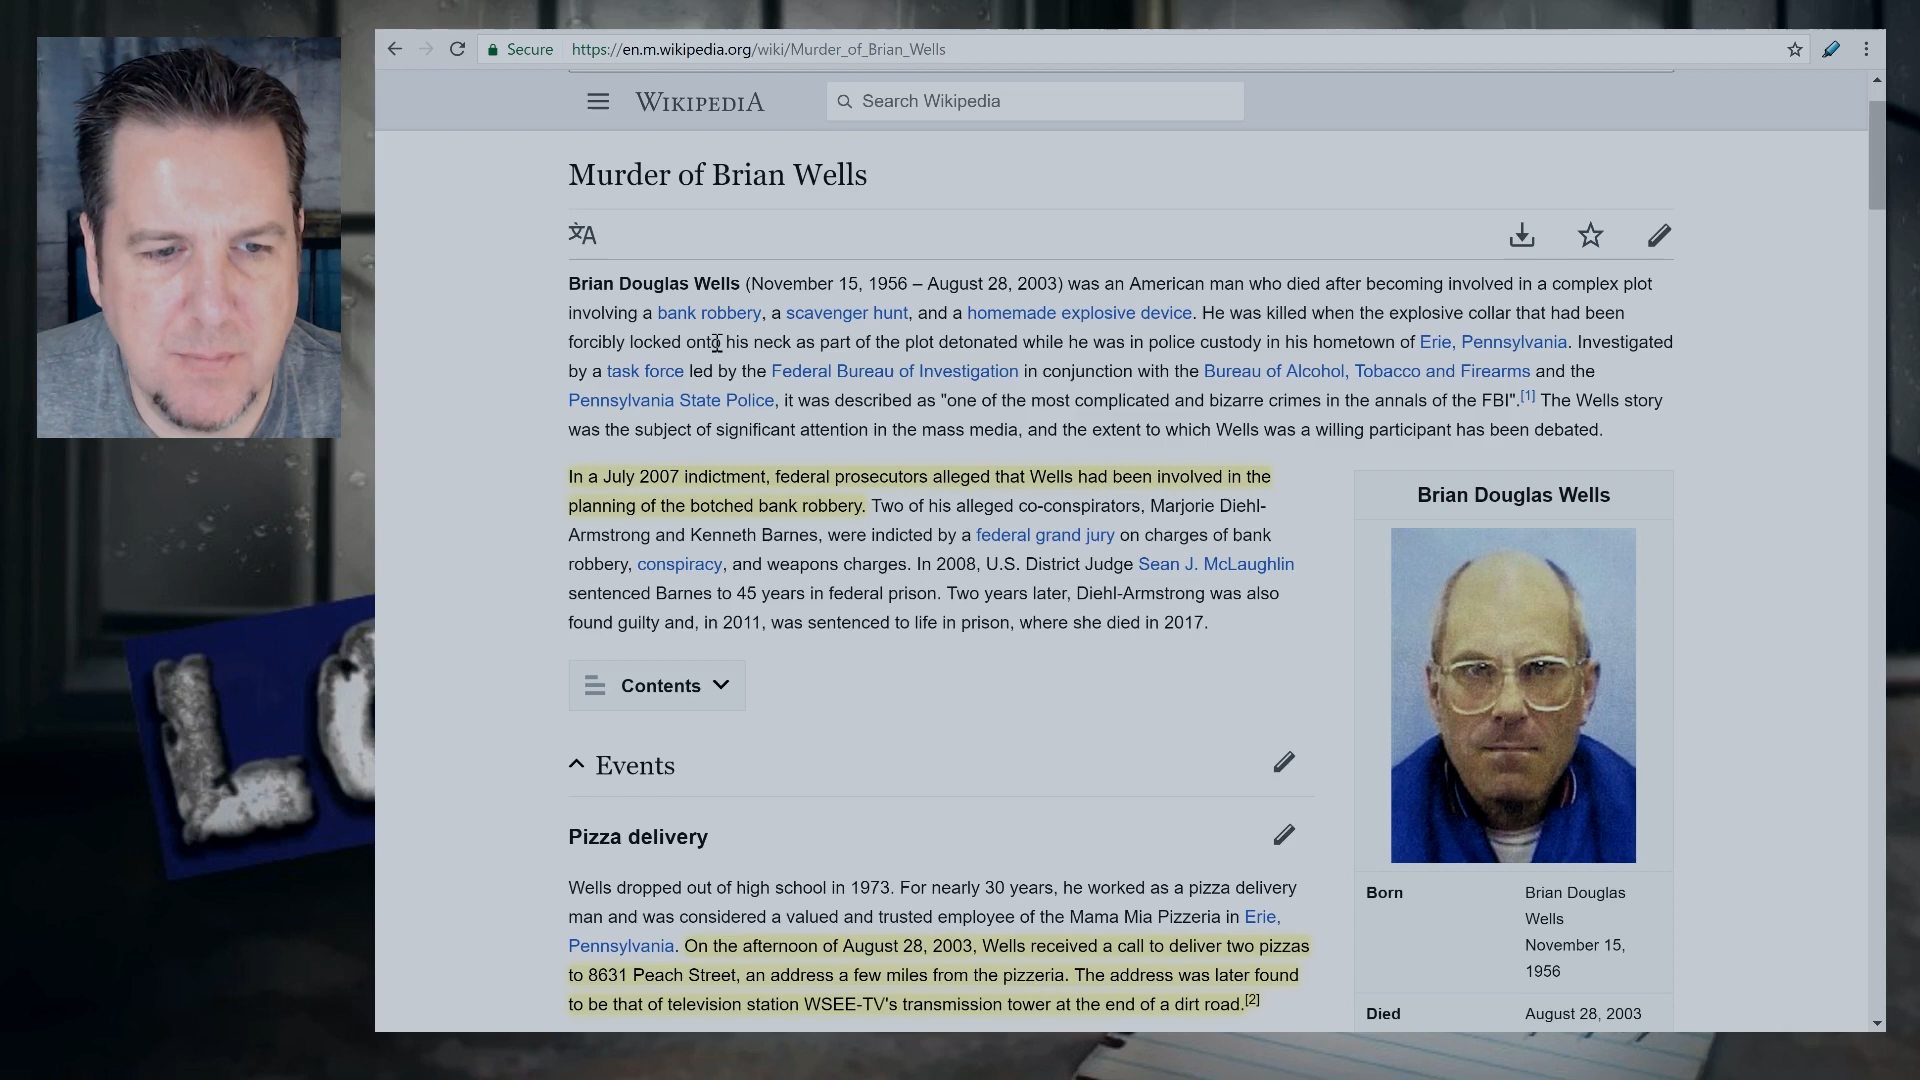 Secure https://en.m.wikipedia.org/wiki/Murder_of_Brian_Wells
WIKIPEDIA
Search Wikipedia
Murder of Brian Wells
文A
Brian Douglas Wells (November 15, 1956 – August 28, 2003) was an American man who died after becoming involved in a complex plot
involving a bank robbery, a scavenger hunt, and a homemade explosive device. He was killed when the explosive collar that had been
forcibly locked onto his neck as part of the plot detonated while he was in police custody in his hometown of Erie, Pennsylvania. Investigated
by a task force led by the Federal Bureau of Investigation in conjunction with the Bureau of Alcohol, Tobacco and Firearms and the
Pennsylvania State Police, it was described as "one of the most complicated and bizarre crimes in the annals of the FBI".[1] The Wells story
was the subject of significant attention in the mass media, and the extent to which Wells was a willing participant has been debated.
In a July 2007 indictment, federal prosecutors alleged that Wells had been involved in the
planning of the botched bank robbery. Two of his alleged co-conspirators, Marjorie Diehl-
Armstrong and Kenneth Barnes, were indicted by a federal grand jury on charges of bank
robbery, conspiracy, and weapons charges. In 2008, U.S. District Judge Sean J. McLaughlin
sentenced Barnes to 45 years in federal prison. Two years later, Diehl-Armstrong was also
found guilty and, in 2011, was sentenced to life in prison, where she died in 2017.
Contents
Events
Pizza delivery
Wells dropped out of high school in 1973. For nearly 30 years, he worked as a pizza delivery
man and was considered a valued and trusted employee of the Mama Mia Pizzeria in Erie,
Pennsylvania. On the afternoon of August 28, 2003, Wells received a call to deliver two pizzas
to 8631 Peach Street, an address a few miles from the pizzeria. The address was later found
to be that of television station WSEE-TV's transmission tower at the end of a dirt road.[2]
Brian Douglas Wells
Born Brian Douglas
Wells
November 15,
1956
Died August 28, 2003
LO